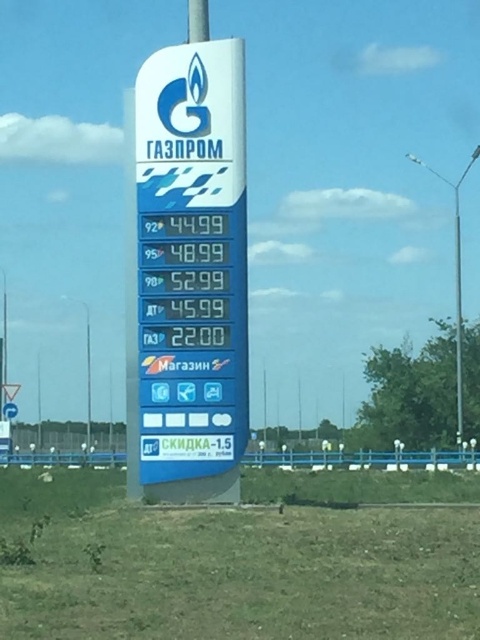 ГАЗПРОМ
92 44.99
95 48.99
98 52.99
ДТ 45.99
ГАЗ 22.00
Магазин
ДТ СКИДКА-1.5